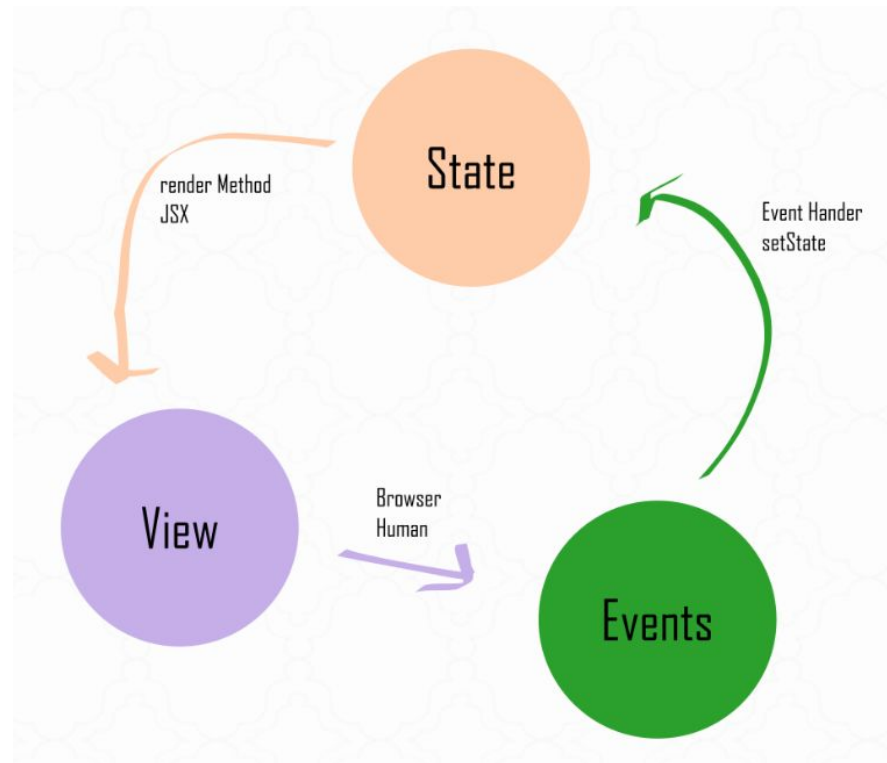 State
render Method
JSX
Event Hander
setState
View
Browser
Human
Events